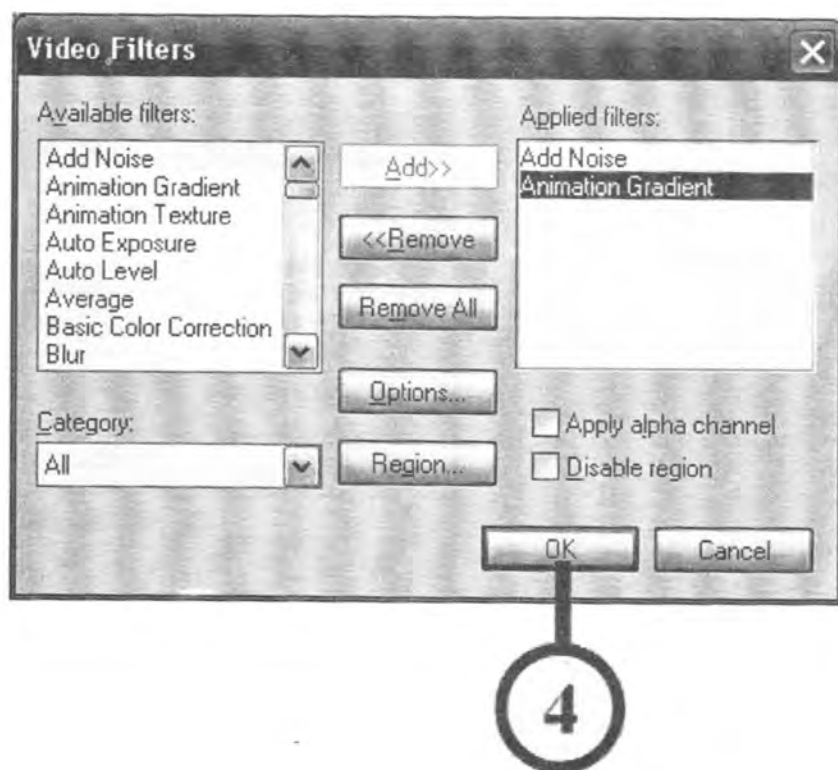 Video Filters
Available filters:
Add Noise
Animation Gradient
Animation Texture
Auto Exposure
Auto Level
Average
Basic Color Correction
Blur
Category:
All
Add>>
<<Remove
Remove All
Options...
Region...
Applied filters:
Add Noise
Animation Gradient
Apply alpha channel
Disable region
OK
Cancel
4